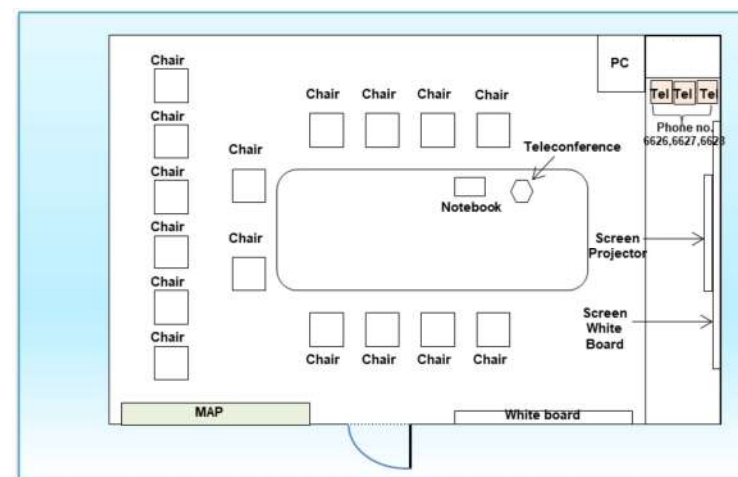 Chair
PC
Chair Chair Chair Chair
Tel Tel Tel
Chair
Phone no.
6626,6627,6628
Chair
Teleconference
Chair
Notebook
Chair
Chair
Screen
Projector
Chair
Chair
Screen
White
Board
Chair
Chair Chair Chair Chair
MAP
White board